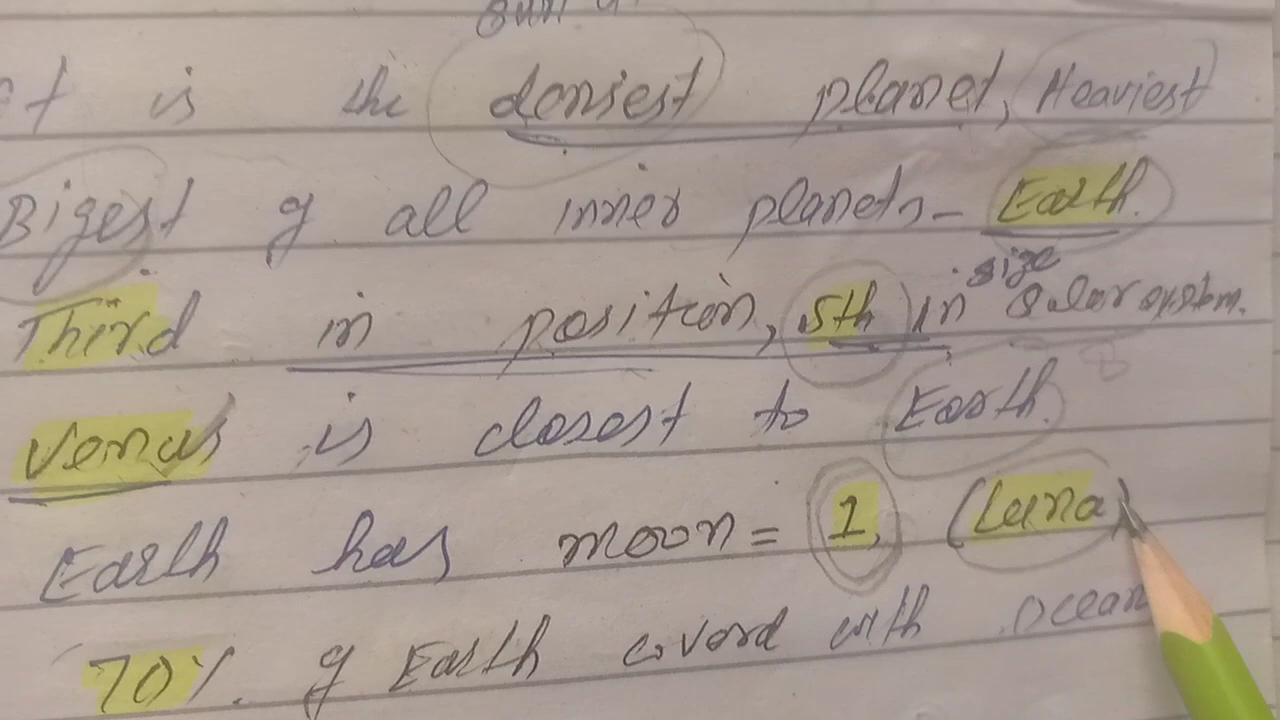 is the densiest planet, Heaviest
Bigest of all inner planets - Earth.
Third in position, 5th in size Solar system.
Venus is closest to Earth.
Earth has moon = 1, (Luna)
70% of Earth coverd with ocean